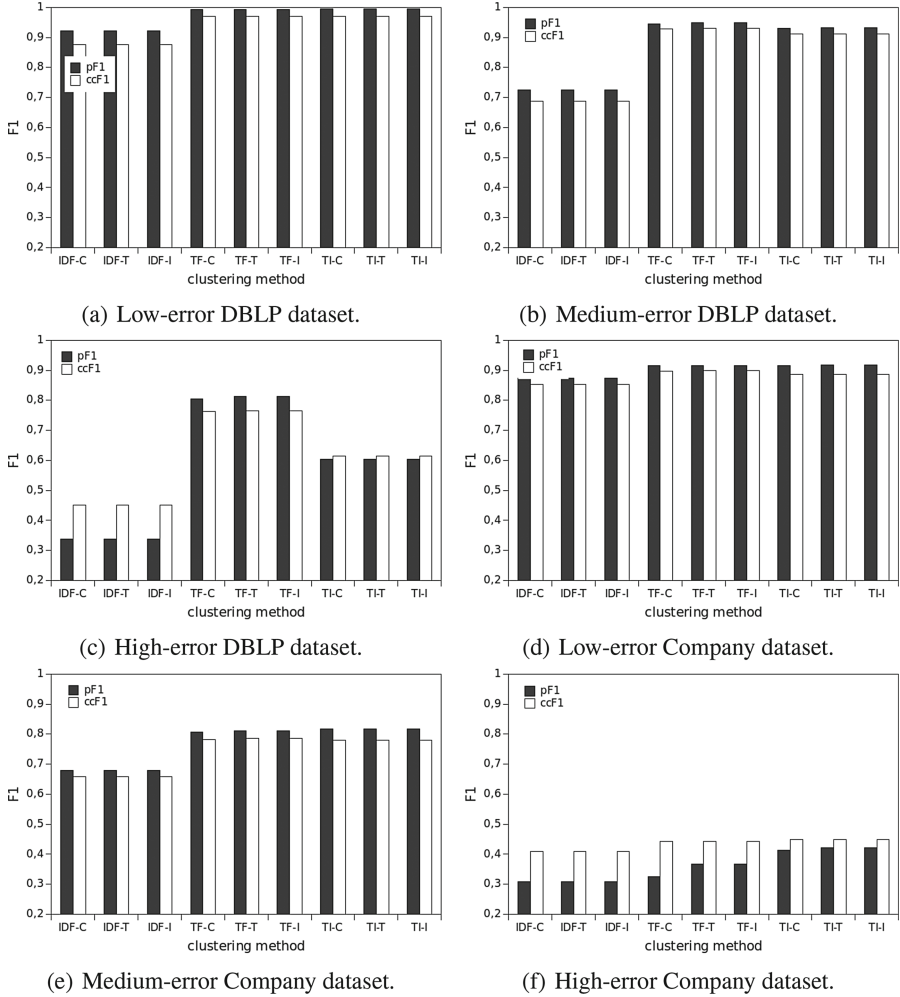 1
0,9
0,8
0,7
0,6
0,5
0,4
0,3
0,2
F1
pF1
ccF1
IDF-C IDF-T IDF-I TF-C TF-T TF-I TI-C TI-T TI-I
clustering method
(a) Low-error DBLP dataset.
1
0,9
0,8
0,7
0,6
0,5
0,4
0,3
0,2
F1
pF1
ccF1
IDF-C IDF-T IDF-I TF-C TF-T TF-I TI-C TI-T TI-I
clustering method
(b) Medium-error DBLP dataset.
1
0,9
0,8
0,7
0,6
0,5
0,4
0,3
0,2
F1
pF1
ccF1
IDF-C IDF-T IDF-I TF-C TF-T TF-I TI-C TI-T TI-I
clustering method
(c) High-error DBLP dataset.
1
0,9
0,8
0,7
0,6
0,5
0,4
0,3
0,2
F1
pF1
ccF1
IDF-C IDF-T IDF-I TF-C TF-T TF-I TI-C TI-T TI-I
clustering method
(d) Low-error Company dataset.
1
0,9
0,8
0,7
0,6
0,5
0,4
0,3
0,2
F1
pF1
ccF1
IDF-C IDF-T IDF-I TF-C TF-T TF-I TI-C TI-T TI-I
clustering method
(e) Medium-error Company dataset.
1
0,9
0,8
0,7
0,6
0,5
0,4
0,3
0,2
F1
pF1
ccF1
IDF-C IDF-T IDF-I TF-C TF-T TF-I TI-C TI-T TI-I
clustering method
(f) High-error Company dataset.